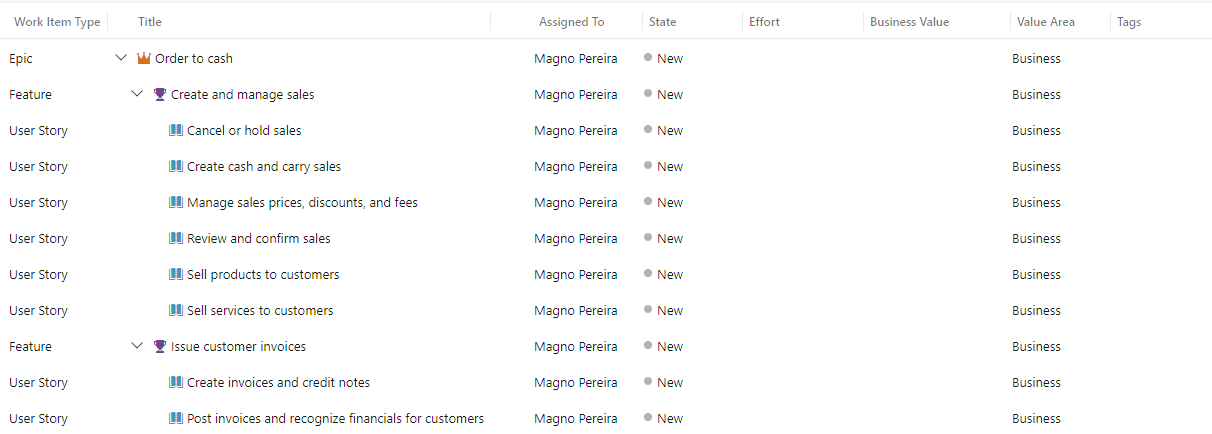 Work Item Type Title Assigned To State Effort Business Value Value Area Tags
Epic Order to cash Magno Pereira New Business
Feature Create and manage sales Magno Pereira New Business
User Story Cancel or hold sales Magno Pereira New Business
User Story Create cash and carry sales Magno Pereira New Business
User Story Manage sales prices, discounts, and fees Magno Pereira New Business
User Story Review and confirm sales Magno Pereira New Business
User Story Sell products to customers Magno Pereira New Business
User Story Sell services to customers Magno Pereira New Business
Feature Issue customer invoices Magno Pereira New Business
User Story Create invoices and credit notes Magno Pereira New Business
User Story Post invoices and recognize financials for customers Magno Pereira New Business